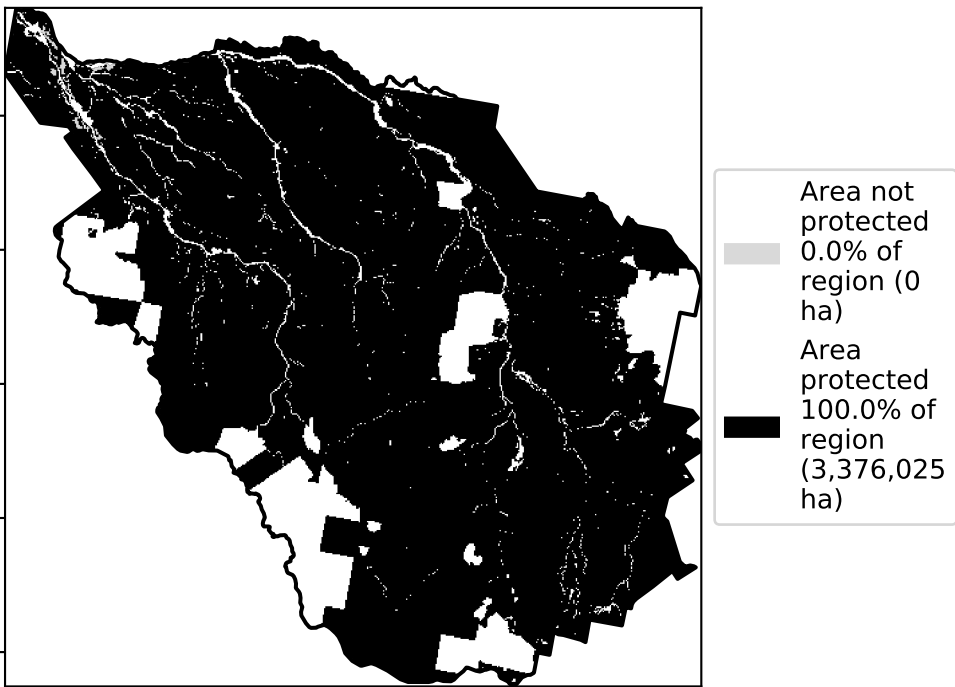 Area not
protected
0.0% of
region (0
ha)
Area
protected
100.0% of
region
(3,376,025
ha)